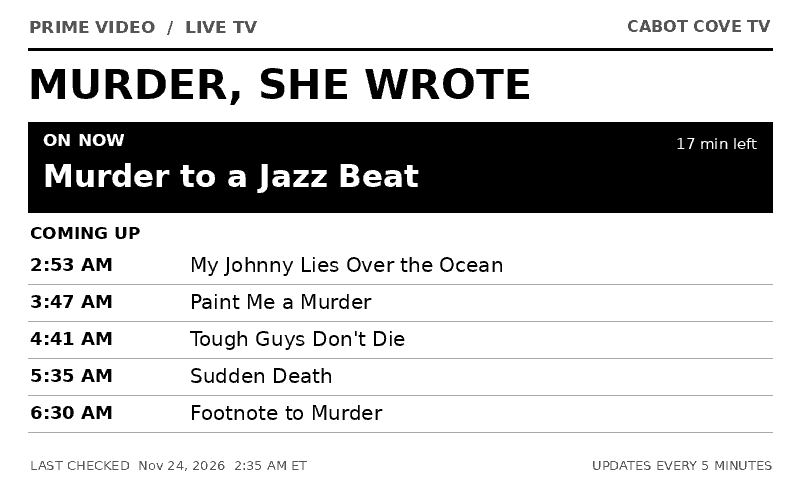 PRIME VIDEO / LIVE TV
CABOT COVE TV
MURDER, SHE WROTE
ON NOW
17 min left
Murder to a Jazz Beat
COMING UP
2:53 AM My Johnny Lies Over the Ocean
3:47 AM Paint Me a Murder
4:41 AM Tough Guys Don't Die
5:35 AM Sudden Death
6:30 AM Footnote to Murder
LAST CHECKED Nov 24, 2026 2:35 AM ET
UPDATES EVERY 5 MINUTES